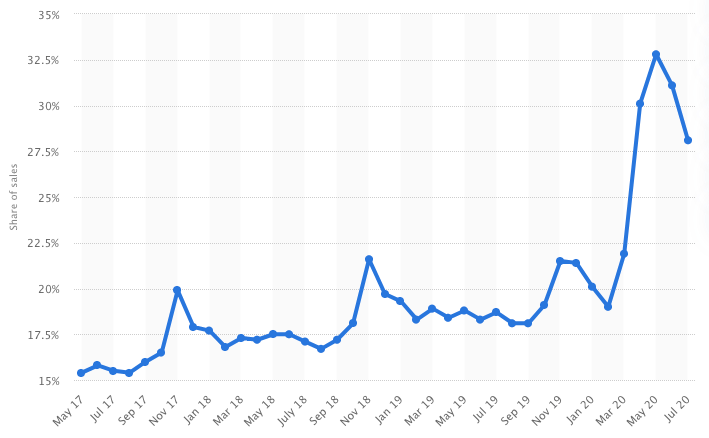 35%
32.5%
30%
27.5%
25%
22.5%
20%
17.5%
15%
Share of sales
May 17
Jul 17
Sep 17
Nov 17
Jan 18
Mar 18
May 18
July 18
Sep 18
Nov 18
Jan 19
Mar 19
May 19
Jul 19
Sep 19
Nov 19
Jan 20
Mar 20
May 20
Jul 20